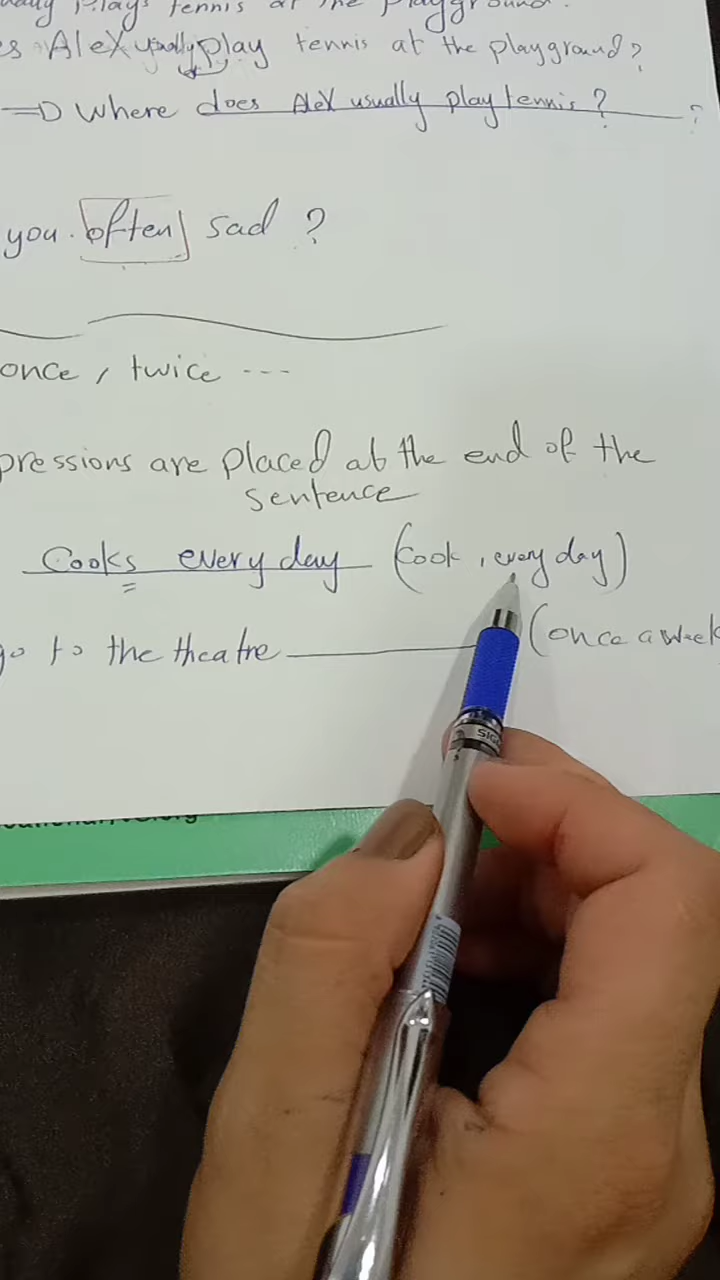 plays tennis at the playground.
Alex usually play tennis at the playground?
⇒ Where does Alex usually play tennis? ?
you often sad ?
once, twice ---
pressions are placed at the end of the
sentence
Cooks every day (Cook, every day)
go to the theatre (once a week
SIG